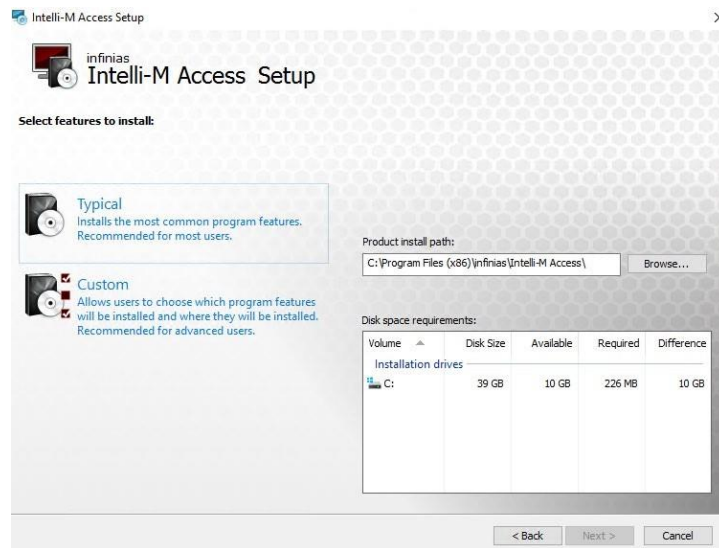 Intelli-M Access Setup
infinias
Intelli-M Access Setup
Select features to install:
Typical
Installs the most common program features.
Recommended for most users.
Custom
Allows users to choose which program features
will be installed and where they will be installed.
Recommended for advanced users.
Product install path:
C:\Program Files (x86)\infinias\Intelli-M Access\ Browse...
Disk space requirements:
Volume Disk Size Available Required Difference
Installation drives
C: 39 GB 10 GB 226 MB 10 GB
< Back Next > Cancel